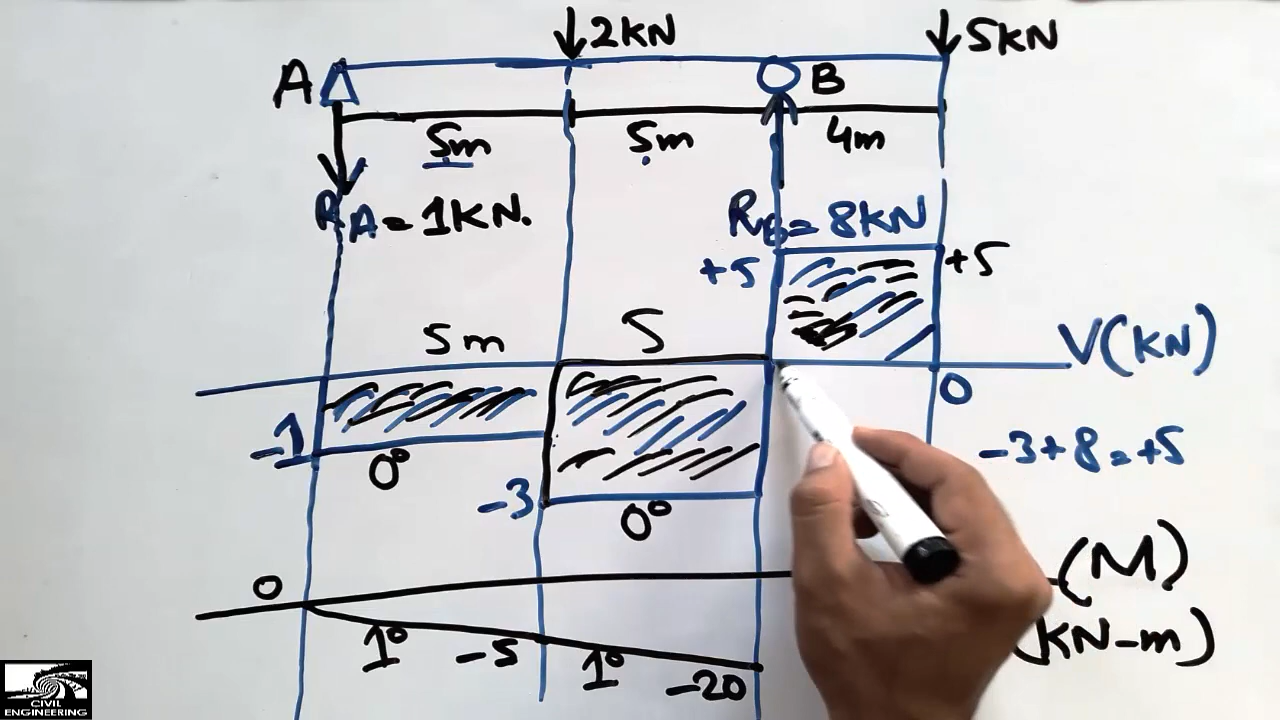 2KN
5KN
A
B
5m
5m
4m
RA = 1KN.
RB = 8KN
+5
+5
5m
5
V(KN)
0
-1
0°
-3+8=+5
-3
0°
0
(M)
(KN-m)
1°
-5
1°
-20
CIVIL
ENGINEERING